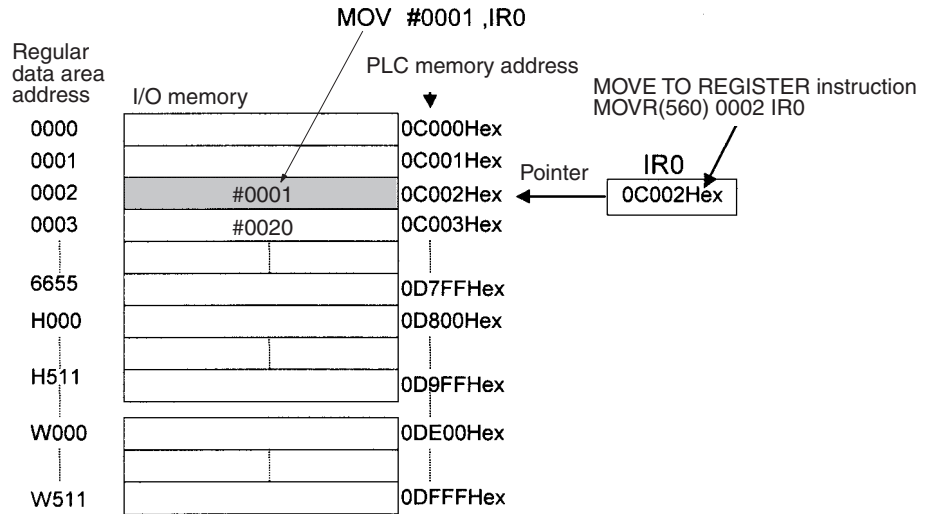 MOV #0001 ,IR0
Regular
data area
address
I/O memory
PLC memory address
MOVE TO REGISTER instruction
MOVR(560) 0002 IR0
0000
0C000Hex
0001
0C001Hex
IR0
0002
#0001
0C002Hex
Pointer
0C002Hex
0003
#0020
0C003Hex
6655
0D7FFHex
H000
0D800Hex
H511
0D9FFHex
W000
0DE00Hex
W511
0DFFFHex